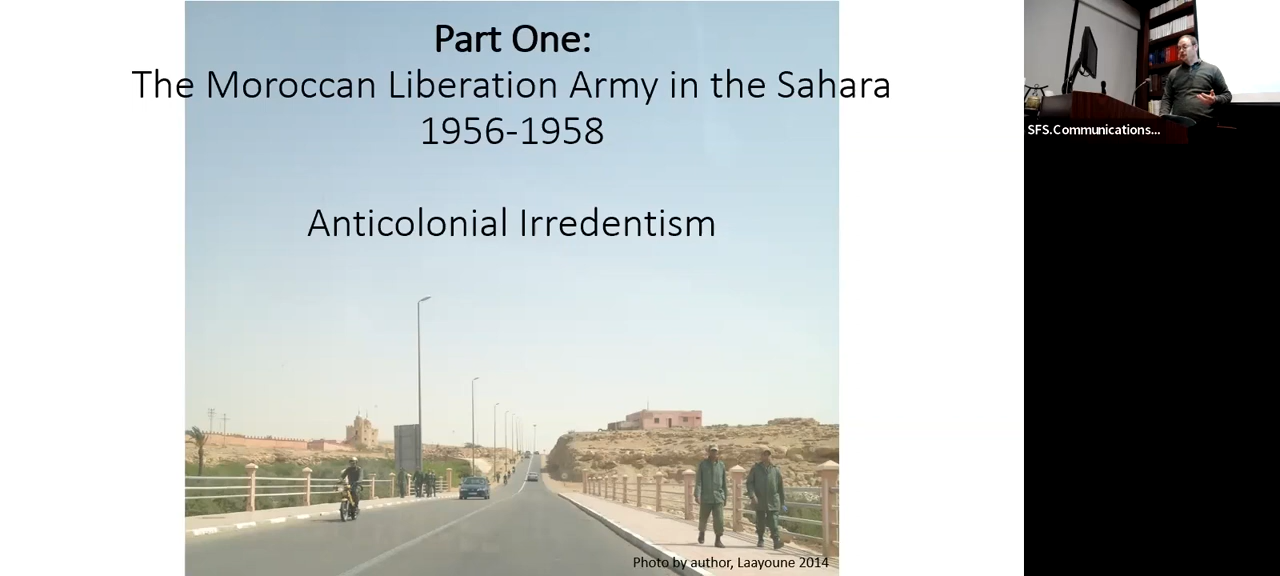 Part One:
The Moroccan Liberation Army in the Sahara
1956-1958
Anticolonial Irredentism
Photo by author, Laayoune 2014
SFS.Communications...